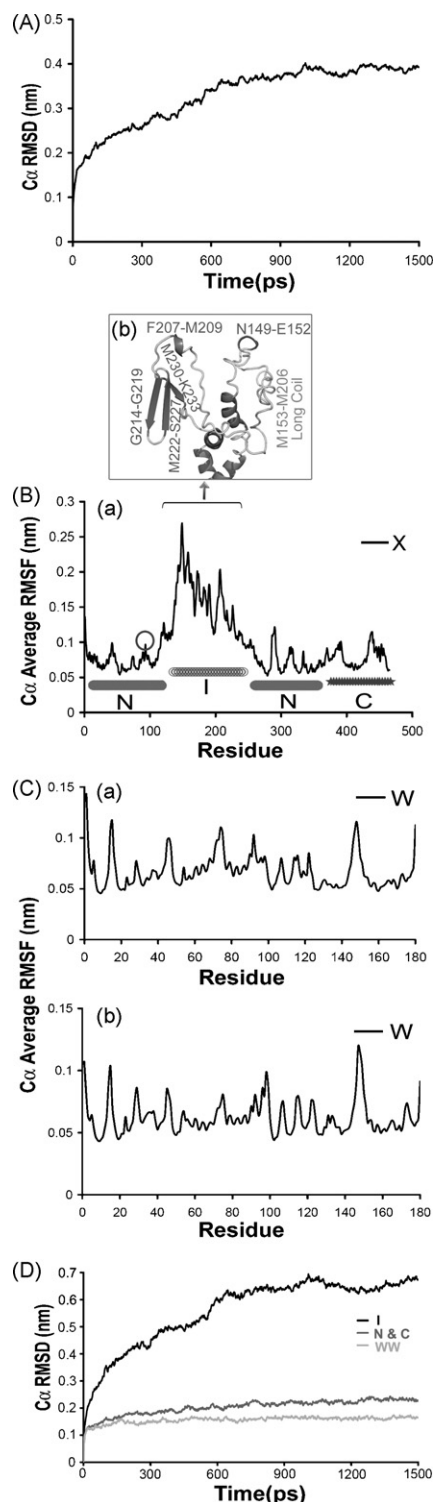 (A)
0.5
0.4
0.3
0.2
0.1
0
Cα RMSD (nm)
0 300 600 900 1200 1500
Time(ps)
(b)
F207-M209 N149-E152
G214-G219
M222-S227
M230-K233
M153-M206
Long Coil
(B)
(a)
X
0.3
0.25
0.2
0.15
0.1
0.05
0
Cα Average RMSF (nm)
N I N C
0 100 200 300 400 500
Residue
(C)
(a)
W
0.15
0.1
0.05
0
0 20 40 60 80 100 120 140 160 180
Residue
Cα Average RMSF (nm)
(b)
W
0.15
0.1
0.05
0
0 20 40 60 80 100 120 140 160 180
Residue
(D)
0.7
0.6
0.5
0.4
0.3
0.2
0.1
0
Cα RMSD (nm)
I
N & C
WW
0 300 600 900 1200 1500
Time(ps)